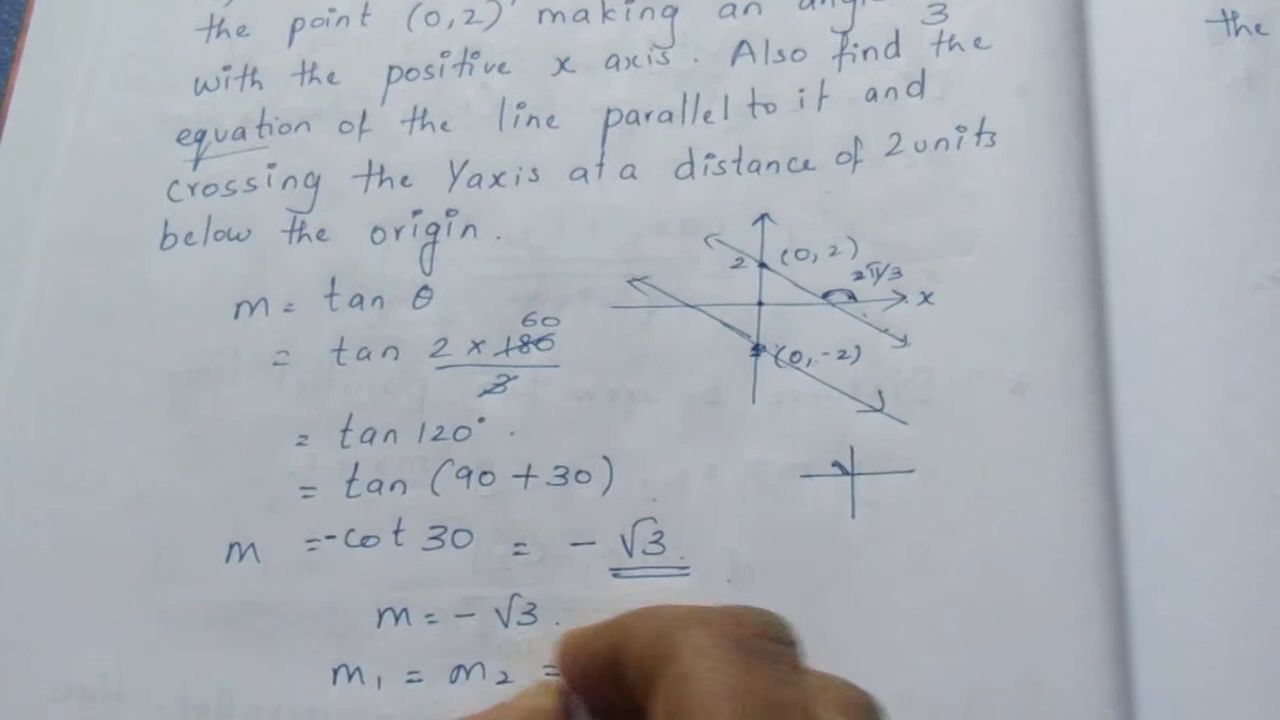 the point (0,2) making an 3
with the positive x axis. Also find the
equation of the line parallel to it and
crossing the Yaxis at a distance of 2 units
below the origin.
m = tan θ
= tan 2 × 180 60 / 3
= tan 120°.
= tan (90 + 30)
m = -cot 30 = - √3.
m = - √3.
m₁ = m₂ =
2
(0,2)
2π/3
x
(0,-2)
the